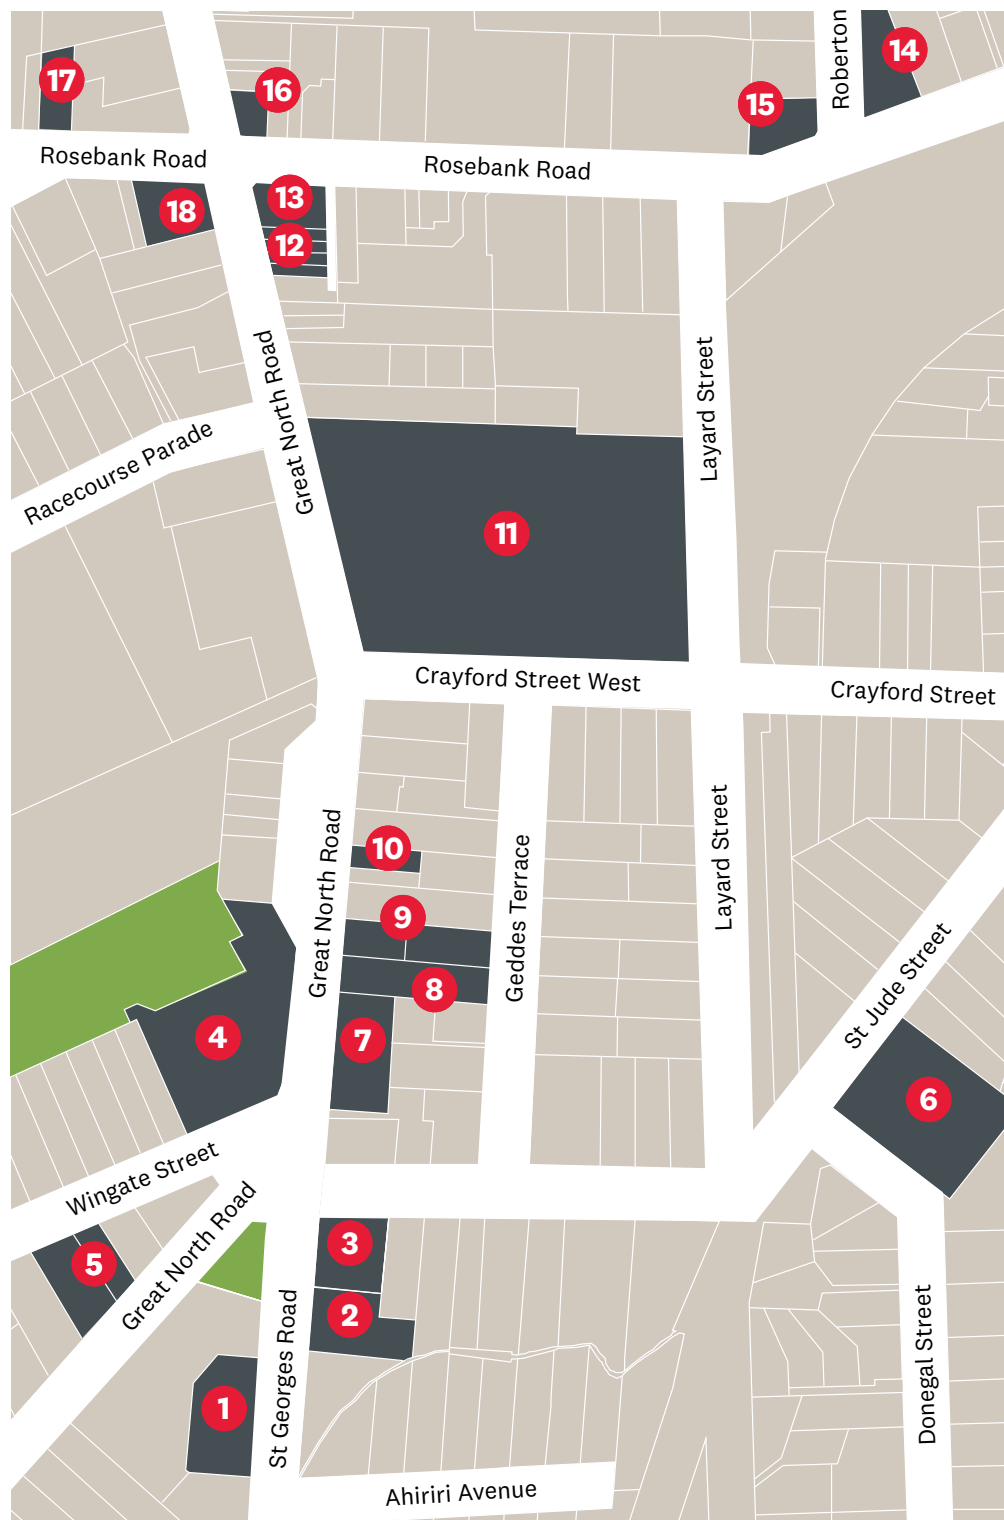 Roberton
14
17
16
15
Rosebank Road
Rosebank Road
13
18
12
Great North Road
Layard Street
Racecourse Parade
11
Crayford Street West
Crayford Street
Great North Road
Geddes Terrace
Layard Street
10
9
8
St Jude Street
4
7
6
Wingate Street
Great North Road
5
3
2
St Georges Road
Donegal Street
1
Ahiriri Avenue